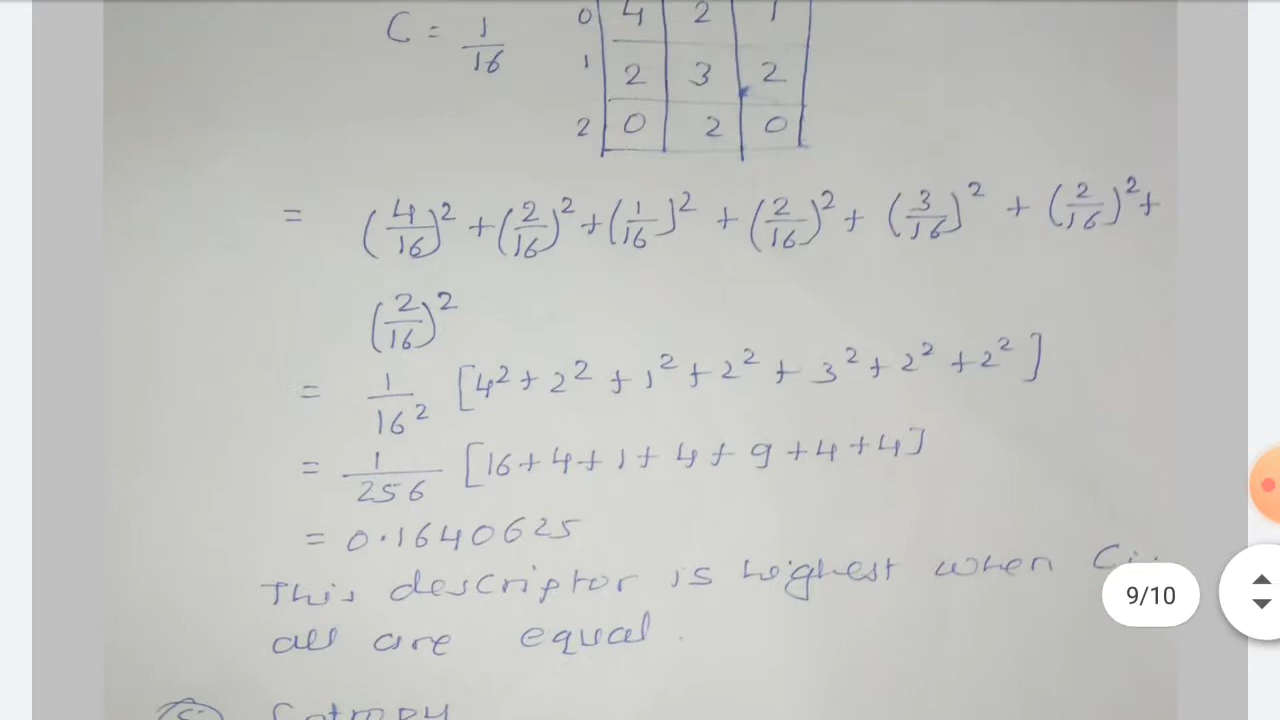 0 4 2 1
C = 1/16 1 2 3 2
2 0 2 0
= (4/16)² + (2/16)² + (1/16)² + (2/16)² + (3/16)² + (2/16)² +
(2/16)²
= 1/16² [4² + 2² + 1² + 2² + 3² + 2² + 2²]
= 1/256 [16 + 4 + 1 + 4 + 9 + 4 + 4]
= 0.1640625
This descriptor is highest when
9/10
all are equal.